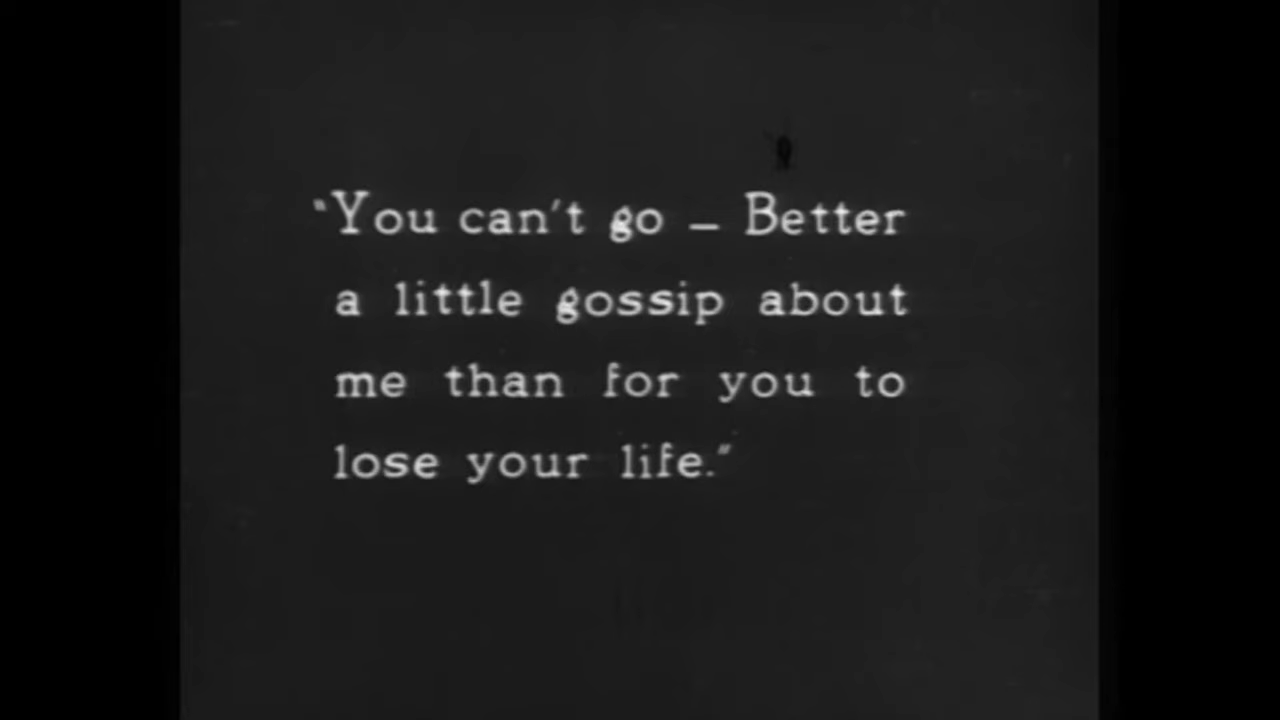 "You can't go – Better
a little gossip about
me than for you to
lose your life."